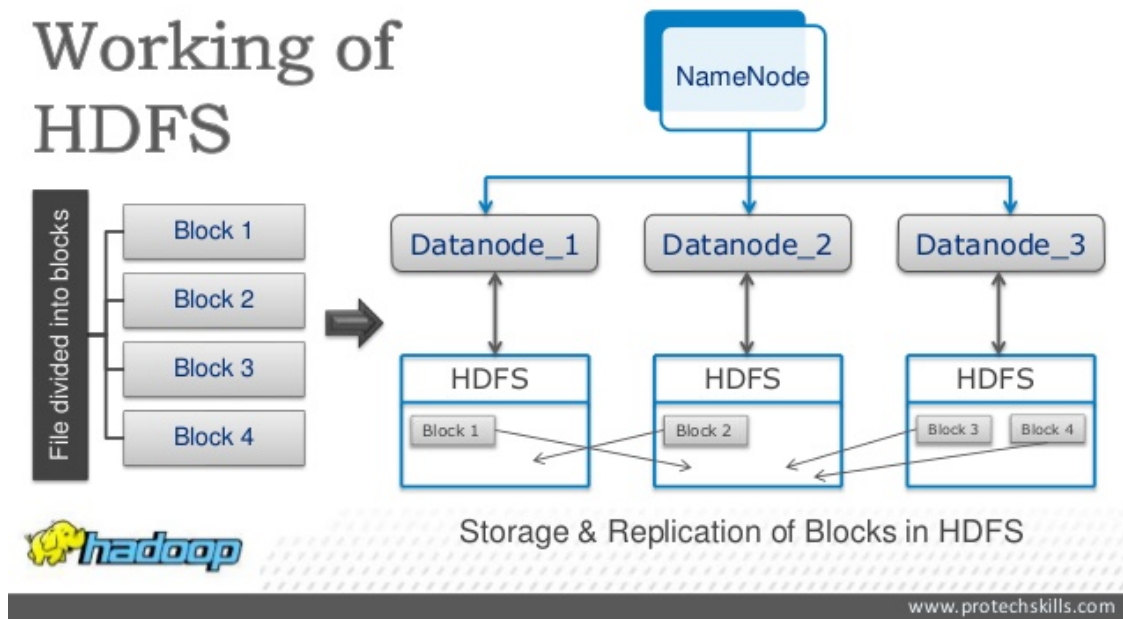 Working of
HDFS
NameNode
File divided into blocks
Block 1
Block 2
Block 3
Block 4
Datanode_1
Datanode_2
Datanode_3
HDFS
HDFS
HDFS
Block 1
Block 2
Block 3
Block 4
Storage & Replication of Blocks in HDFS
hadoop
www.protechskills.com